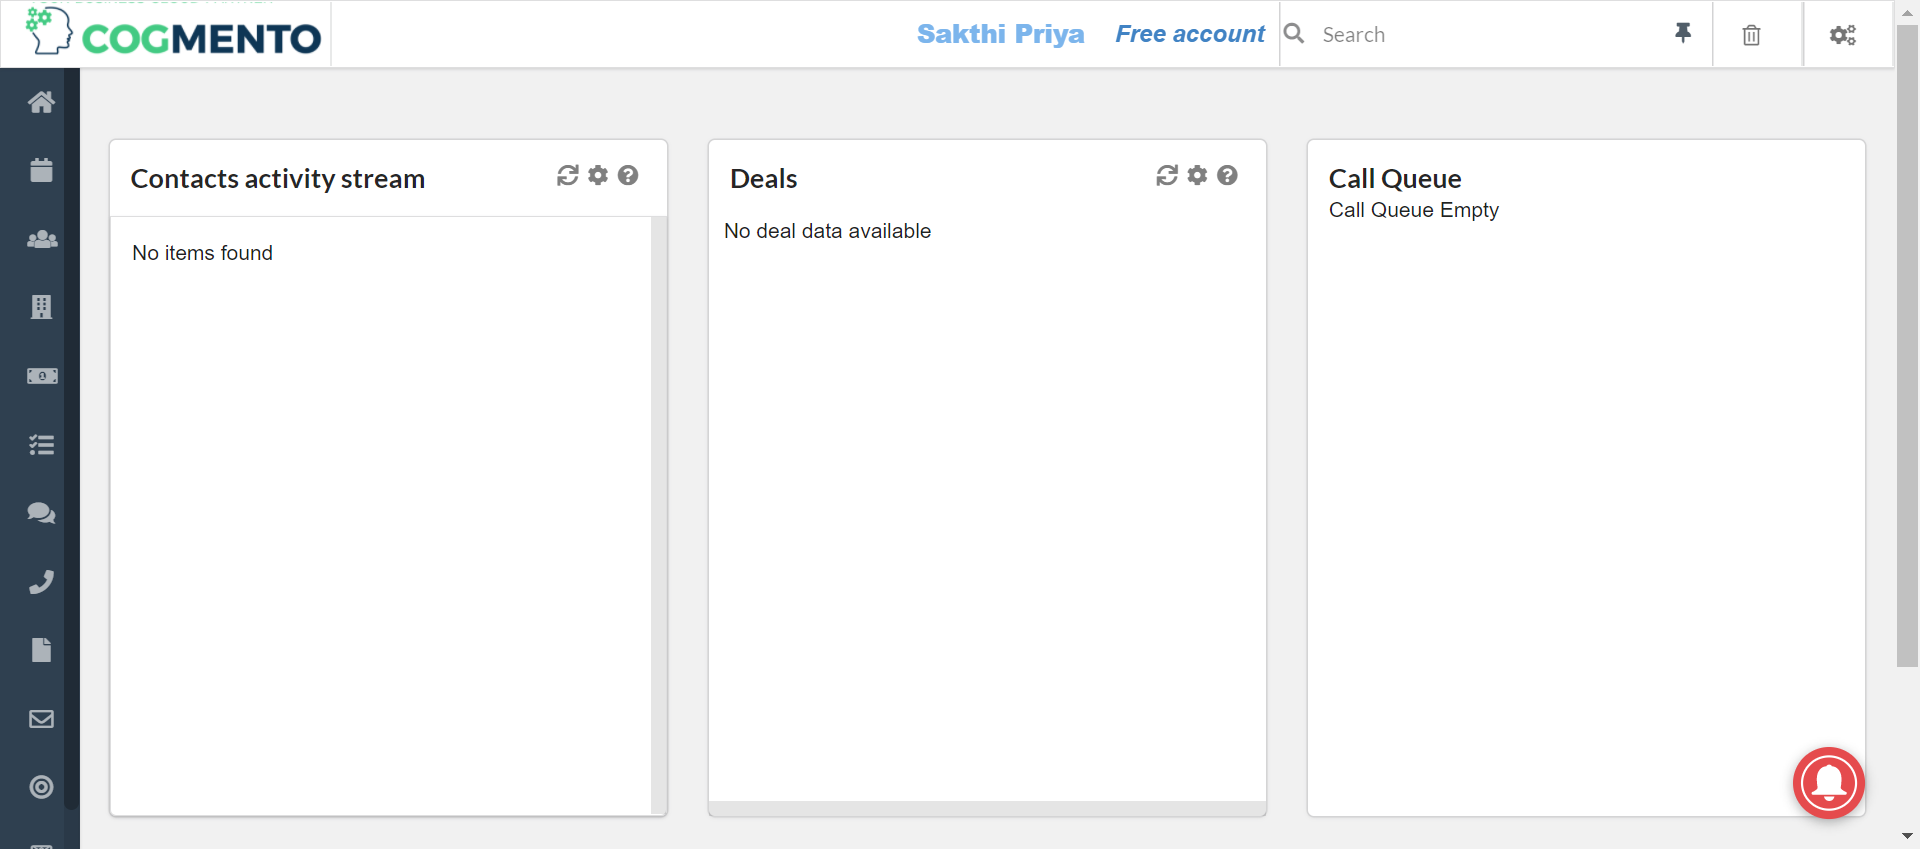 COGMENTO
Sakthi Priya Free account Search
Contacts activity stream
No items found
Deals
No deal data available
Call Queue
Call Queue Empty